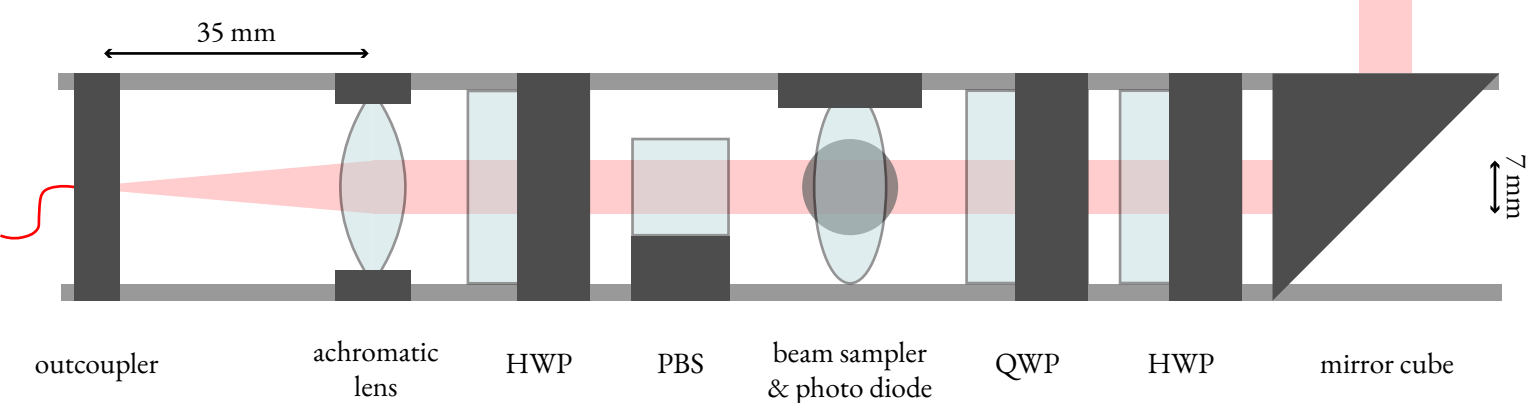 35 mm
7 mm
outcoupler
achromatic
lens
HWP
PBS
beam sampler
& photo diode
QWP
HWP
mirror cube